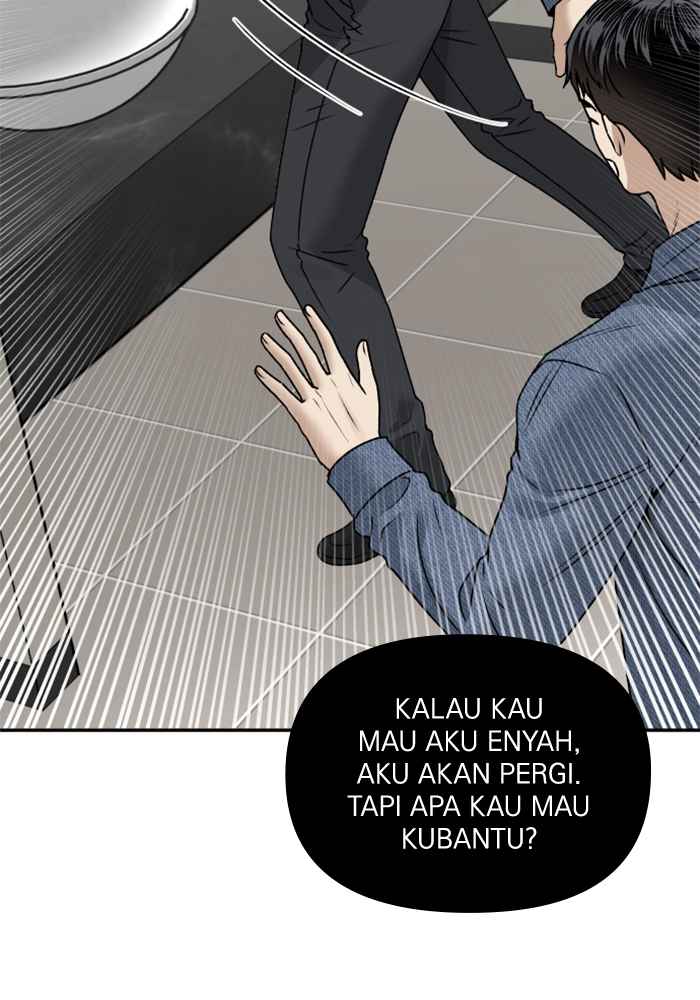 KALAU KAU
MAU AKU ENYAH,
AKU AKAN PERGI.
TAPI APA KAU MAU
KUBANTU?